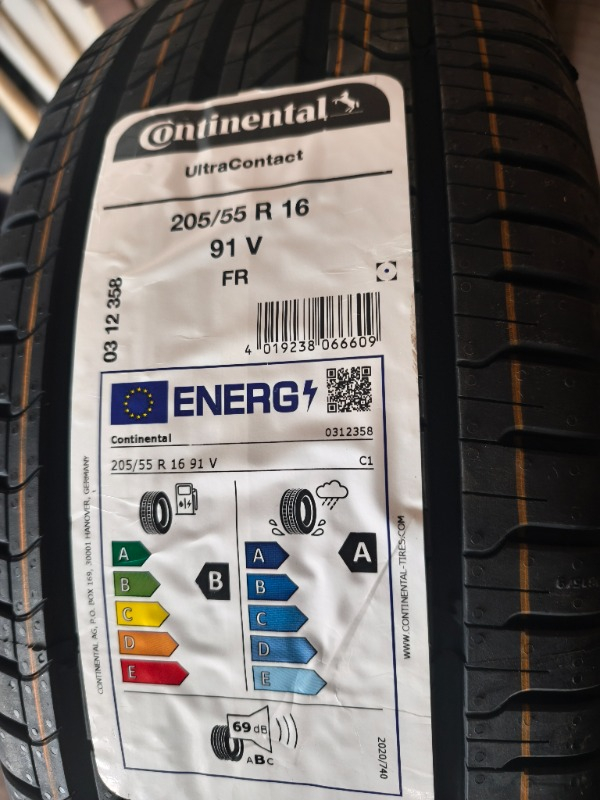 Continental
UltraContact
205/55 R 16
91 V
FR
03 12 358
4 019238 066609
ENERG
Continental
0312358
205/55 R 16 91 V
C1
A
B
C
D
E
B
A
B
C
D
E
A
69 dB
ABC
2020/740
CONTINENTAL AG, P.O. BOX 169, 30001 HANOVER, GERMANY
WWW.CONTINENTAL-TIRES.COM